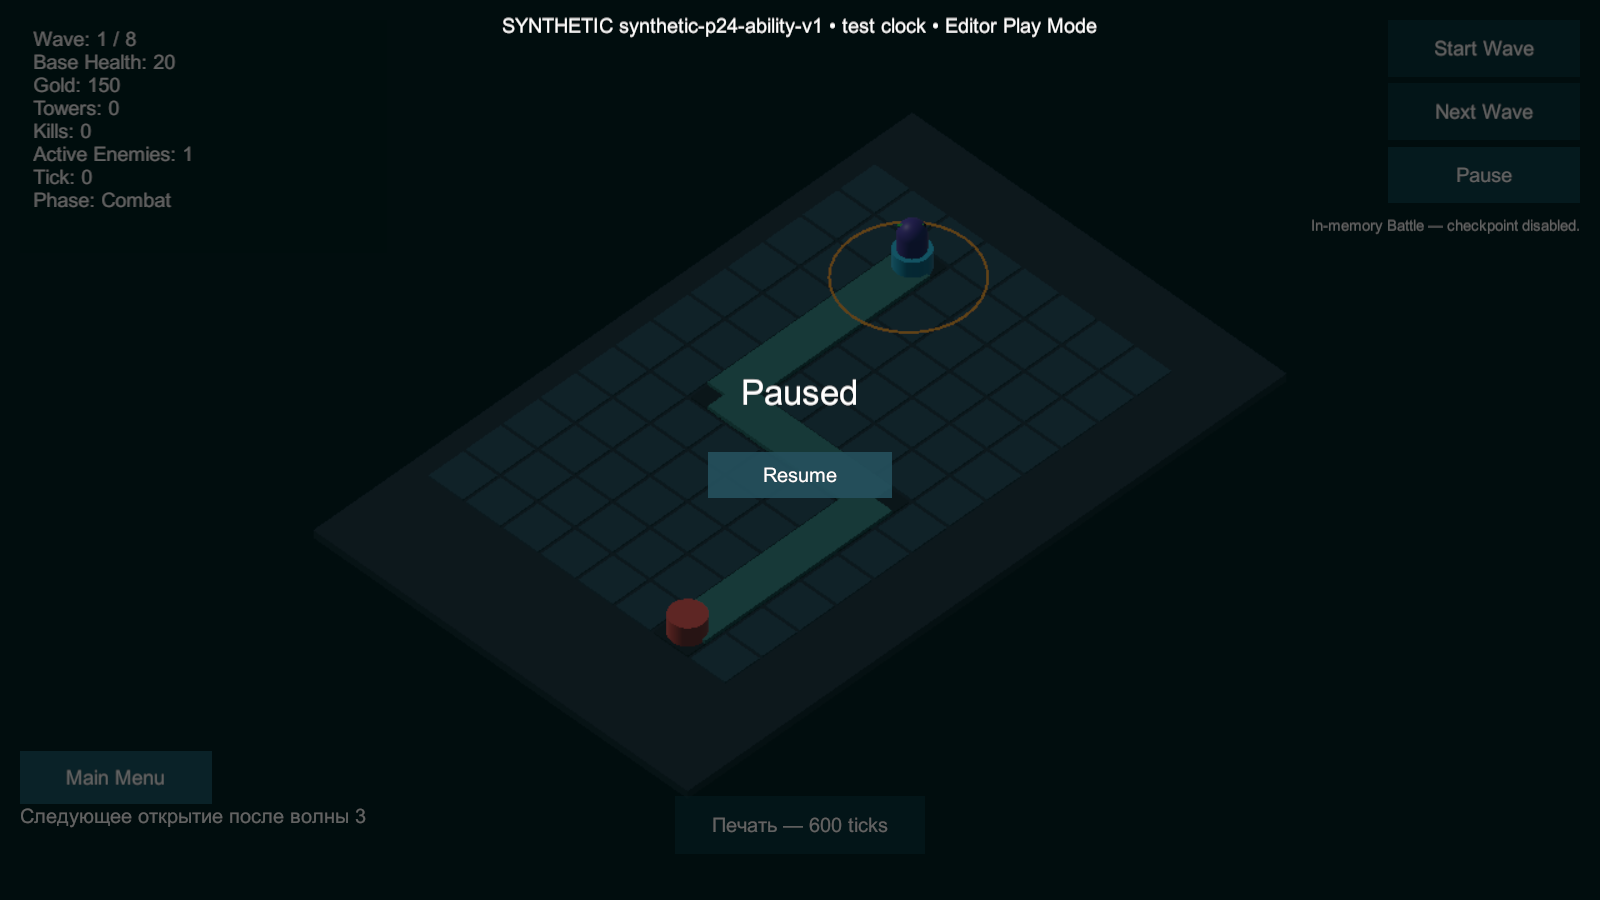 SYNTHETIC synthetic-p24-ability-v1 • test clock • Editor Play Mode
Wave: 1 / 8
Base Health: 20
Gold: 150
Towers: 0
Kills: 0
Active Enemies: 1
Tick: 0
Phase: Combat
Start Wave
Next Wave
Pause
In-memory Battle — checkpoint disabled.
Paused
Resume
Main Menu
Следующее открытие после волны 3
Печать — 600 ticks